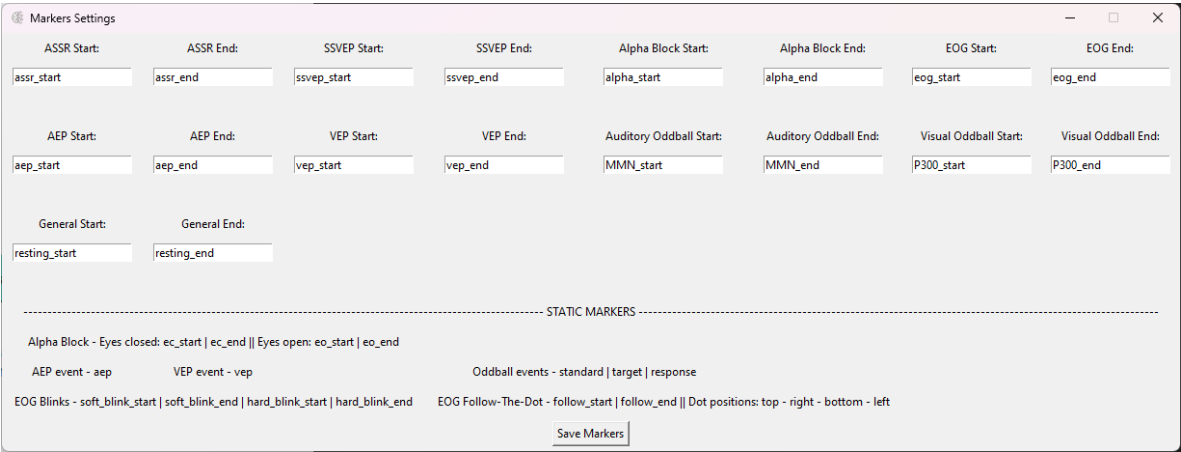 Markers Settings
ASSR Start: ASSR End: SSVEP Start: SSVEP End: Alpha Block Start: Alpha Block End: EOG Start: EOG End:
assr_start assr_end ssvep_start ssvep_end alpha_start alpha_end eog_start eog_end
AEP Start: AEP End: VEP Start: VEP End: Auditory Oddball Start: Auditory Oddball End: Visual Oddball Start: Visual Oddball End:
aep_start aep_end vep_start vep_end MMN_start MMN_end P300_start P300_end
General Start: General End:
resting_start resting_end
STATIC MARKERS
Alpha Block - Eyes closed: ec_start | ec_end || Eyes open: eo_start | eo_end
AEP event - aep VEP event - vep Oddball events - standard | target | response
EOG Blinks - soft_blink_start | soft_blink_end | hard_blink_start | hard_blink_end EOG Follow-The-Dot - follow_start | follow_end || Dot positions: top - right - bottom - left
Save Markers